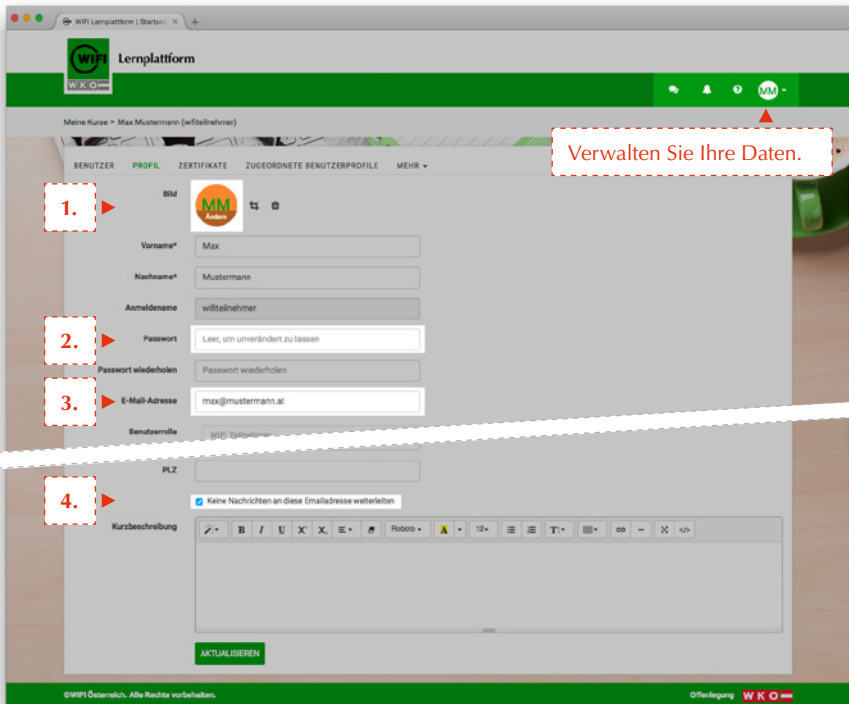 WIFI Lernplattform | Startseit
WIFI Lernplattform
WKO
MM
Meine Kurse > Max Mustermann (wifiteilnehmer)
Verwalten Sie Ihre Daten.
BENUTZER PROFIL ZERTIFIKATE ZUGEORDNETE BENUTZERPROFILE MEHR
1. Bild MM
Ändern
Vorname* Max
Nachname* Mustermann
Anmeldename wifiteilnehmer
2. Passwort Leer, um unverändert zu lassen
Passwort wiederholen Passwort wiederholen
3. E-Mail-Adresse max@mustermann.at
Benutzerrolle WIFI Teilnehmer
PLZ
4. Keine Nachrichten an diese Emailadresse weiterleiten
Kurzbeschreibung B I U X X Roboto A 12 T </>
AKTUALISIEREN
©WIFI Österreich. Alle Rechte vorbehalten. Offenlegung WKO